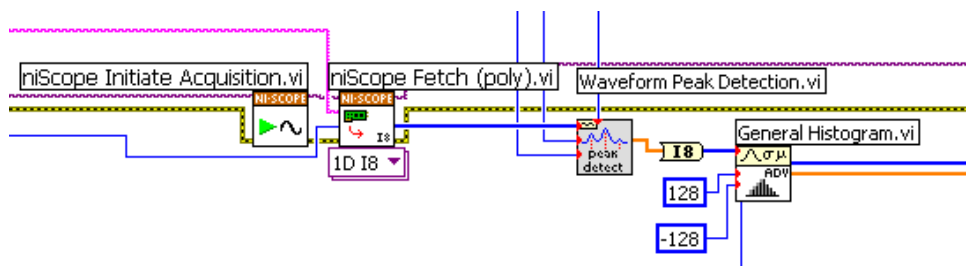 niScope Initiate Acquisition.vi
niScope Fetch (poly).vi
Waveform Peak Detection.vi
NI-SCOPE
NI-SCOPE
I8
1D I8
peak
detect
I8
General Histogram.vi
σμ
ADV
128
-128